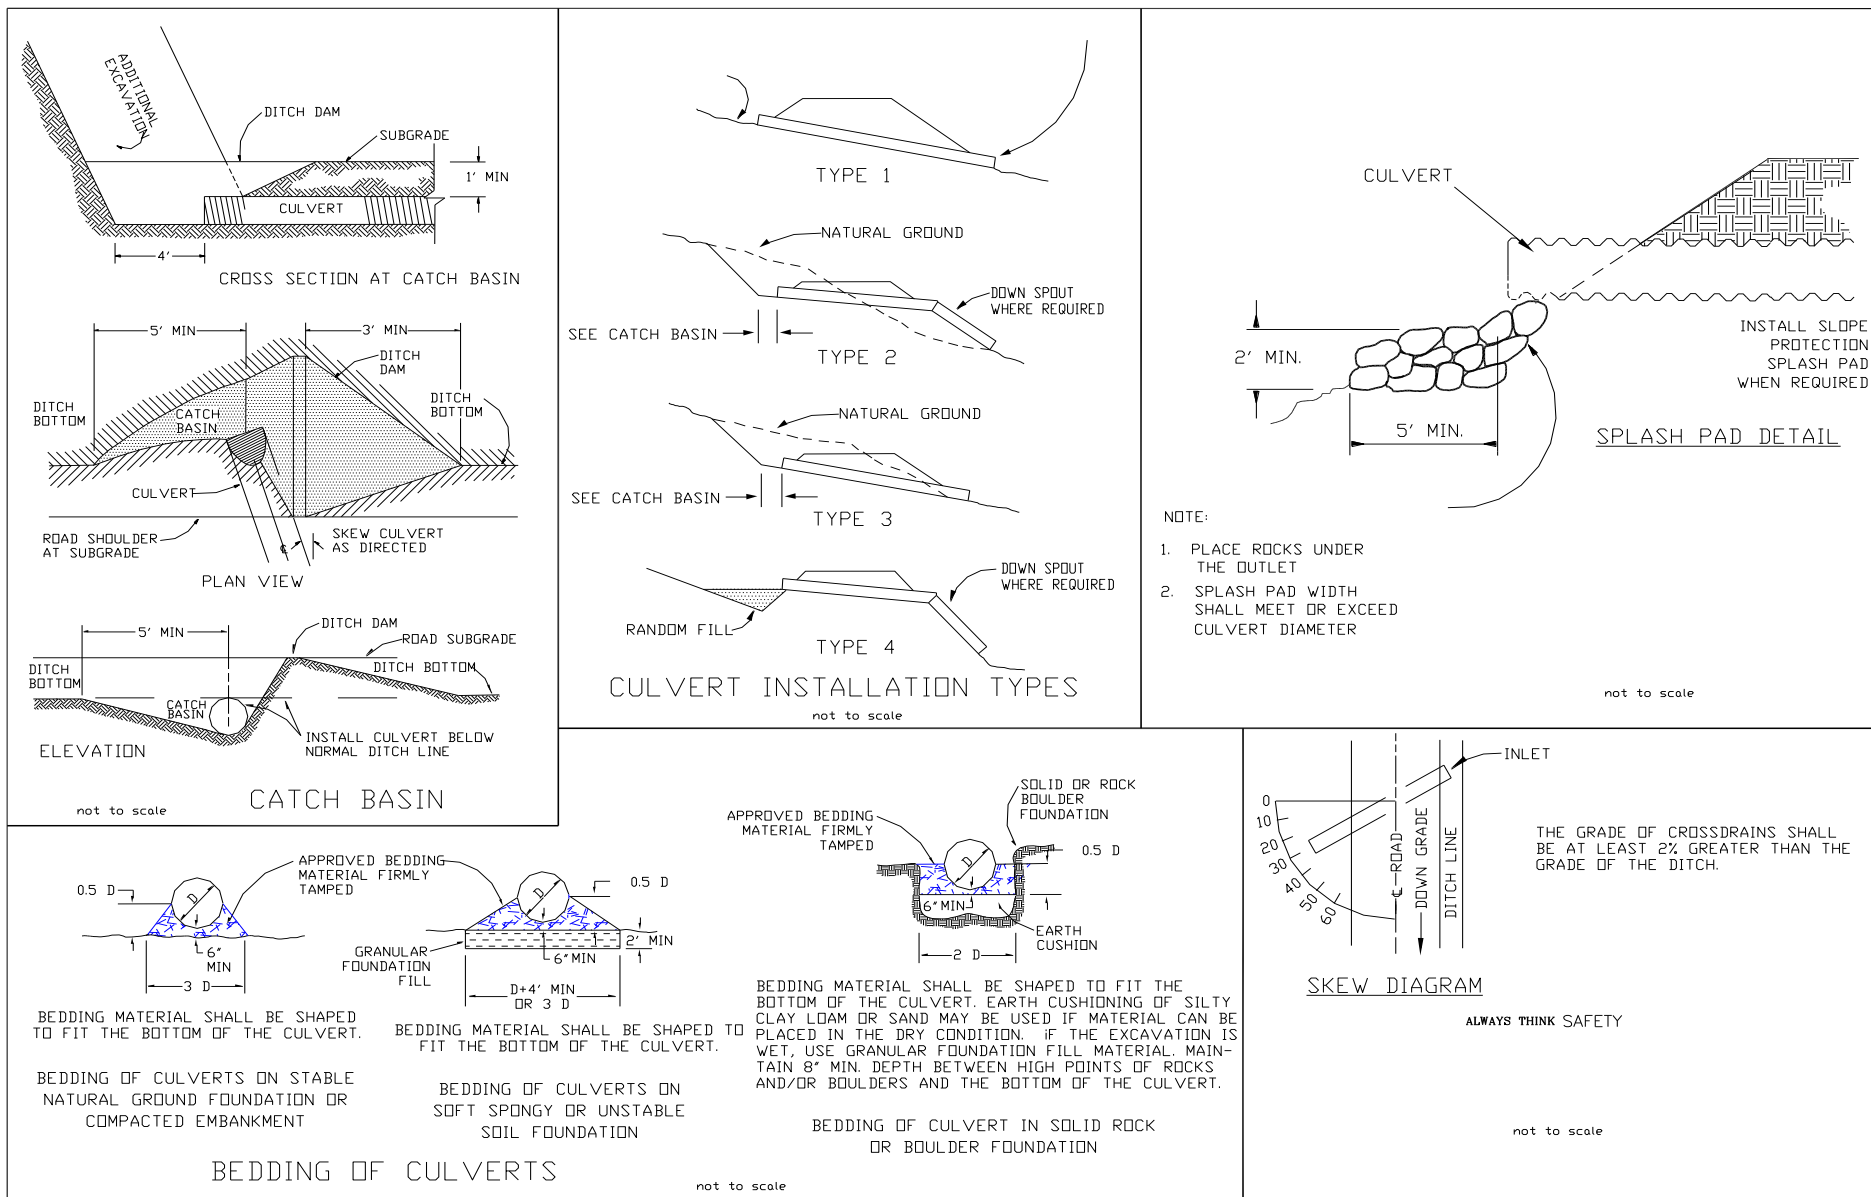 ADDITIONAL
EXCAVATION
DITCH DAM
SUBGRADE
1' MIN
CULVERT
4'
CROSS SECTION AT CATCH BASIN
5' MIN
3' MIN
DITCH
DAM
DITCH
BOTTOM
CATCH
BASIN
DITCH
BOTTOM
CULVERT
ROAD SHOULDER
AT SUBGRADE
℄
SKEW CULVERT
AS DIRECTED
PLAN VIEW
5' MIN
DITCH DAM
ROAD SUBGRADE
DITCH
BOTTOM
DITCH BOTTOM
CATCH
BASIN
INSTALL CULVERT BELOW
NORMAL DITCH LINE
ELEVATION
CATCH BASIN
not to scale
TYPE 1
NATURAL GROUND
DOWN SPOUT
WHERE REQUIRED
SEE CATCH BASIN
TYPE 2
NATURAL GROUND
SEE CATCH BASIN
TYPE 3
DOWN SPOUT
WHERE REQUIRED
RANDOM FILL
TYPE 4
CULVERT INSTALLATION TYPES
not to scale
CULVERT
2' MIN.
5' MIN.
INSTALL SLOPE
PROTECTION
SPLASH PAD
WHEN REQUIRED
SPLASH PAD DETAIL
NOTE:
1. PLACE ROCKS UNDER
THE OUTLET
2. SPLASH PAD WIDTH
SHALL MEET OR EXCEED
CULVERT DIAMETER
not to scale
0.5 D
D
6" MIN
3 D
APPROVED BEDDING
MATERIAL FIRMLY
TAMPED
BEDDING MATERIAL SHALL BE SHAPED
TO FIT THE BOTTOM OF THE CULVERT.
BEDDING OF CULVERTS ON STABLE
NATURAL GROUND FOUNDATION OR
COMPACTED EMBANKMENT
D
0.5 D
2' MIN
6" MIN
GRANULAR
FOUNDATION
FILL
D+4' MIN
OR 3 D
BEDDING MATERIAL SHALL BE SHAPED TO
FIT THE BOTTOM OF THE CULVERT.
BEDDING OF CULVERTS ON
SOFT SPONGY OR UNSTABLE
SOIL FOUNDATION
SOLID OR ROCK
BOULDER
FOUNDATION
APPROVED BEDDING
MATERIAL FIRMLY
TAMPED
D
0.5 D
6" MIN
EARTH
CUSHION
2 D
BEDDING MATERIAL SHALL BE SHAPED TO FIT THE
BOTTOM OF THE CULVERT. EARTH CUSHIONING OF SILTY
CLAY LOAM OR SAND MAY BE USED IF MATERIAL CAN BE
PLACED IN THE DRY CONDITION. iF THE EXCAVATION IS
WET, USE GRANULAR FOUNDATION FILL MATERIAL. MAIN-
TAIN 8" MIN. DEPTH BETWEEN HIGH POINTS OF ROCKS
AND/OR BOULDERS AND THE BOTTOM OF THE CULVERT.
BEDDING OF CULVERT IN SOLID ROCK
OR BOULDER FOUNDATION
BEDDING OF CULVERTS
not to scale
INLET
0
10
20
30
40
50
60
℄ ROAD
DOWN GRADE
DITCH LINE
THE GRADE OF CROSSDRAINS SHALL
BE AT LEAST 2% GREATER THAN THE
GRADE OF THE DITCH.
SKEW DIAGRAM
ALWAYS THINK SAFETY
not to scale